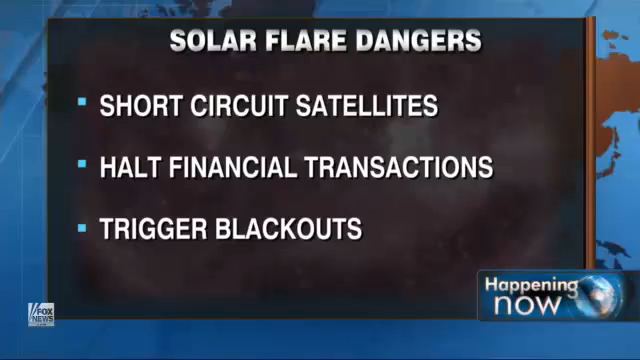 SOLAR FLARE DANGERS
SHORT CIRCUIT SATELLITES
HALT FINANCIAL TRANSACTIONS
TRIGGER BLACKOUTS
Happening
now
FOX
NEWS